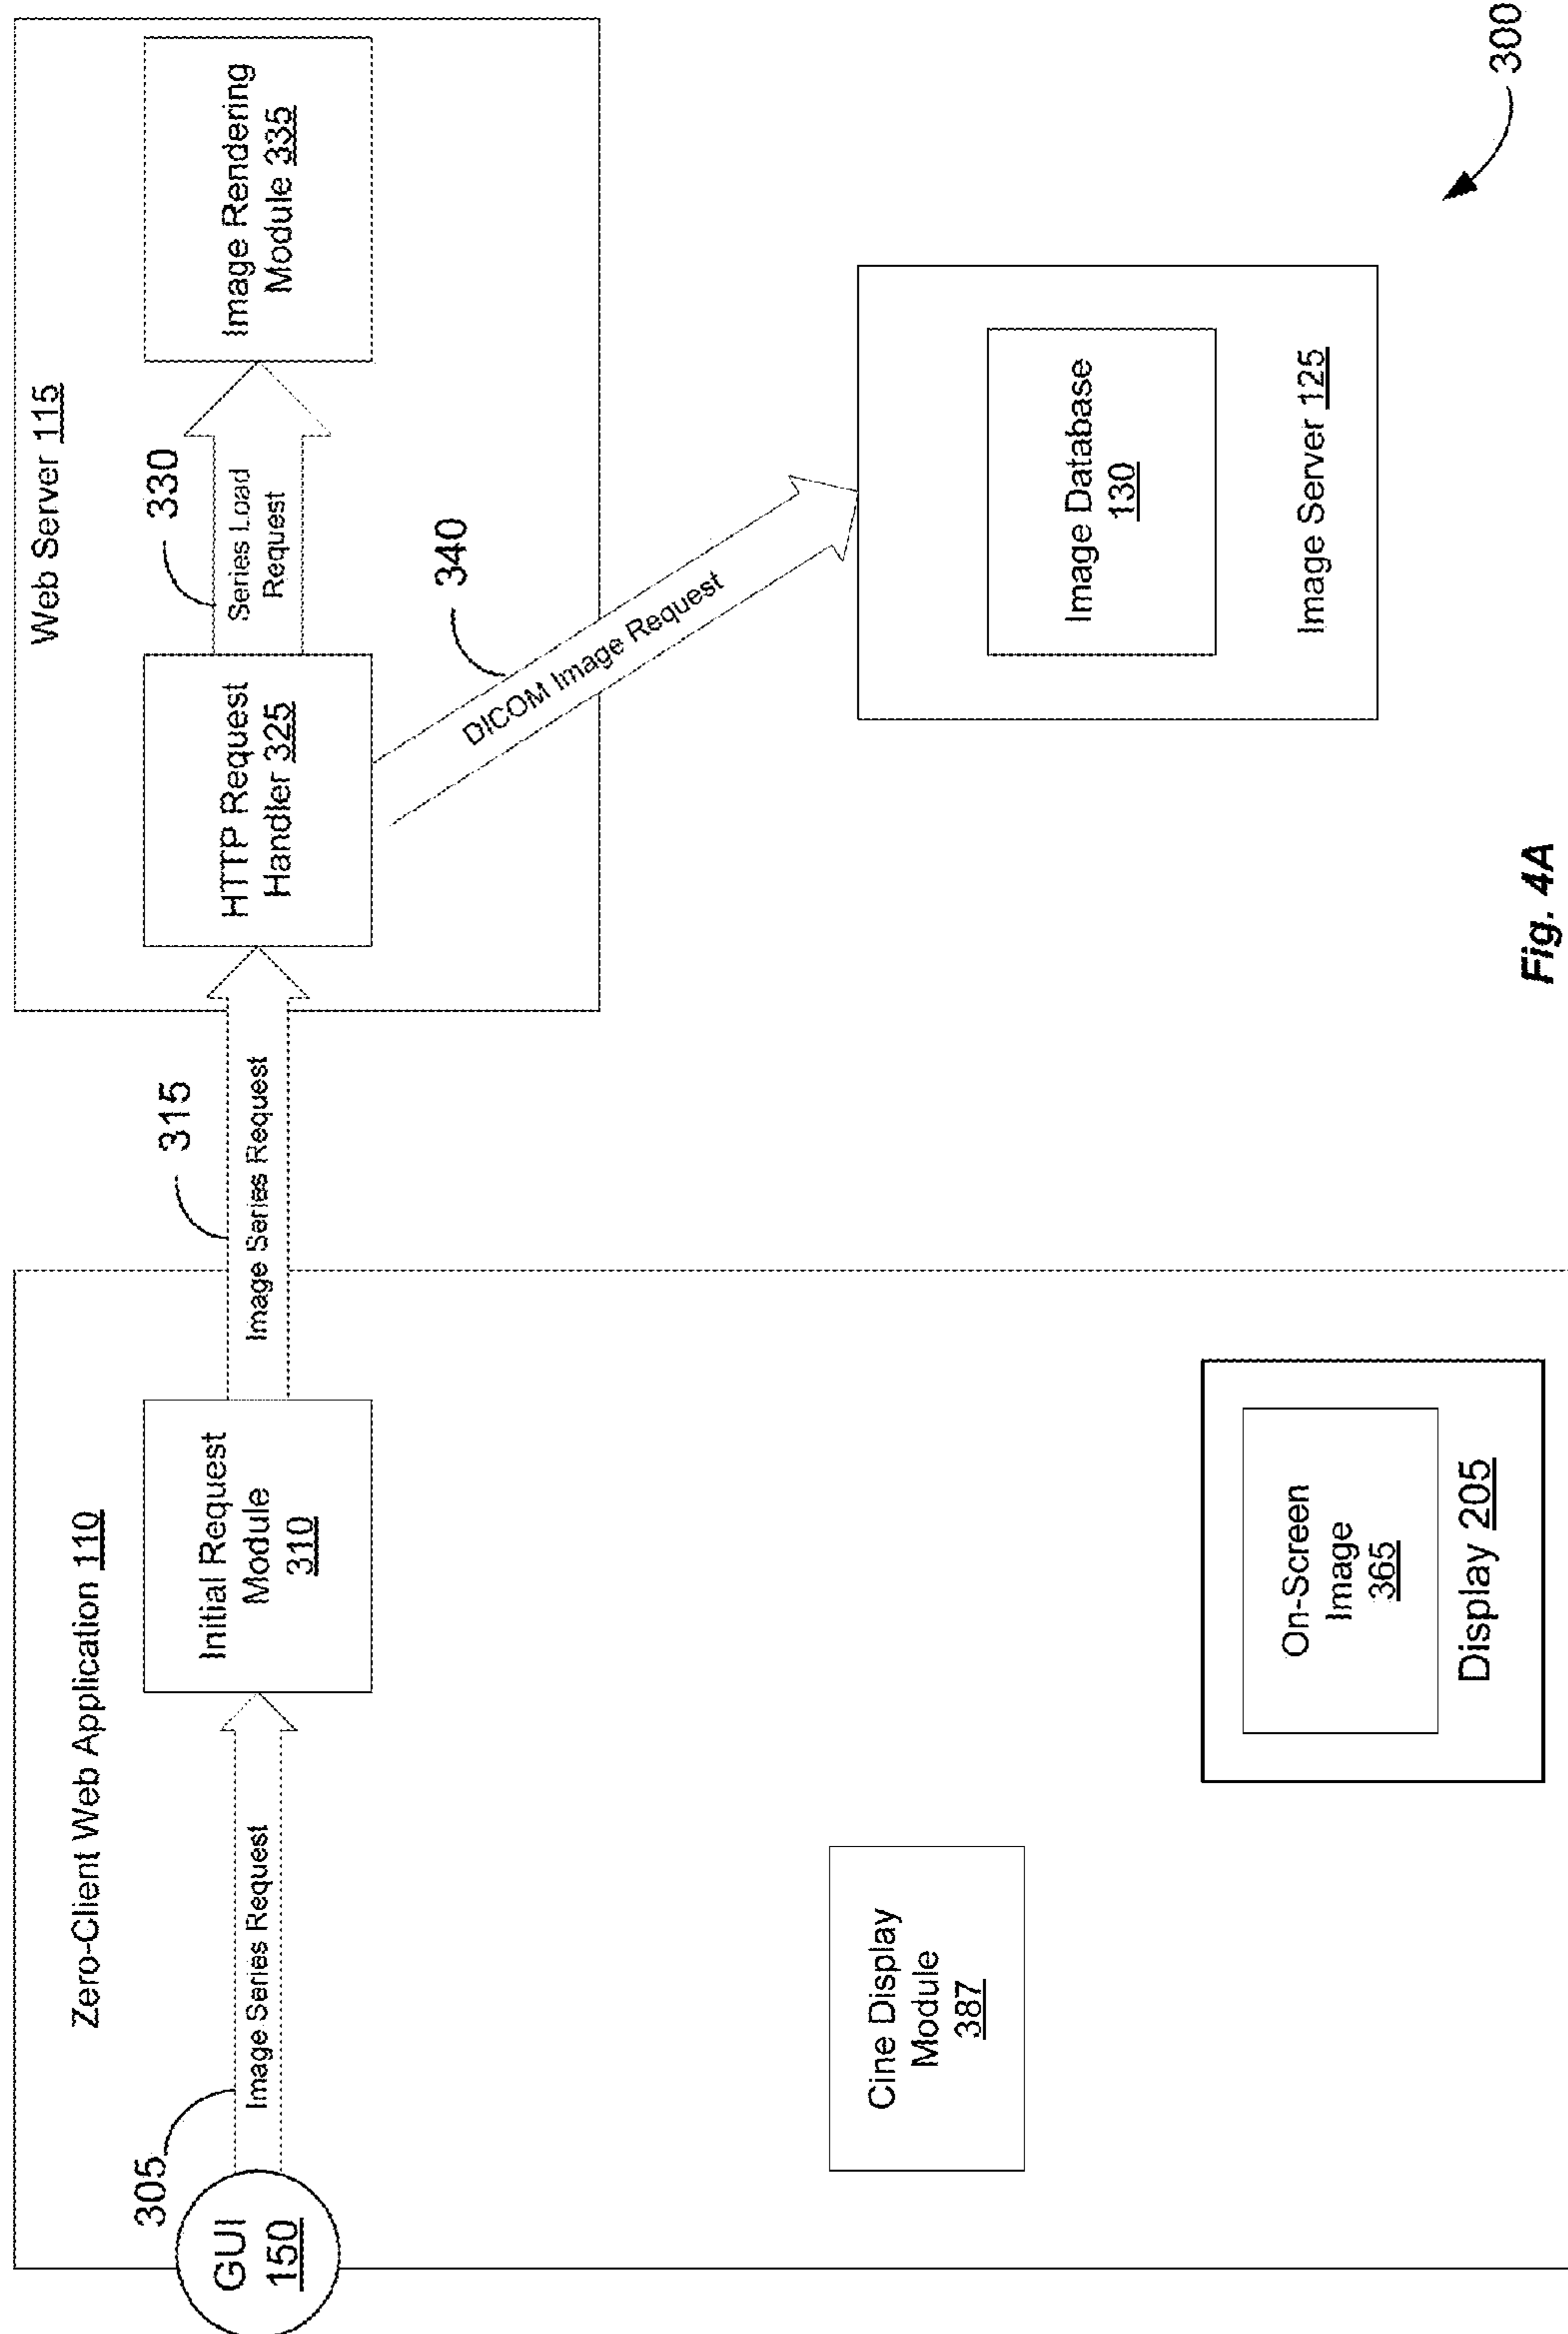 Zero-Client Web Application 110
Web Server 115
305
GUI
150
Image Series Request
Initial Request
Module
310
315
Image Series Request
HTTP Request
Handler 325
330
Series Load
Request
Image Rendering
Module 335
340
DICOM Image Request
Cine Display
Module
387
On-Screen
Image
365
Display 205
Image Database
130
Image Server 125
300
Fig. 4A